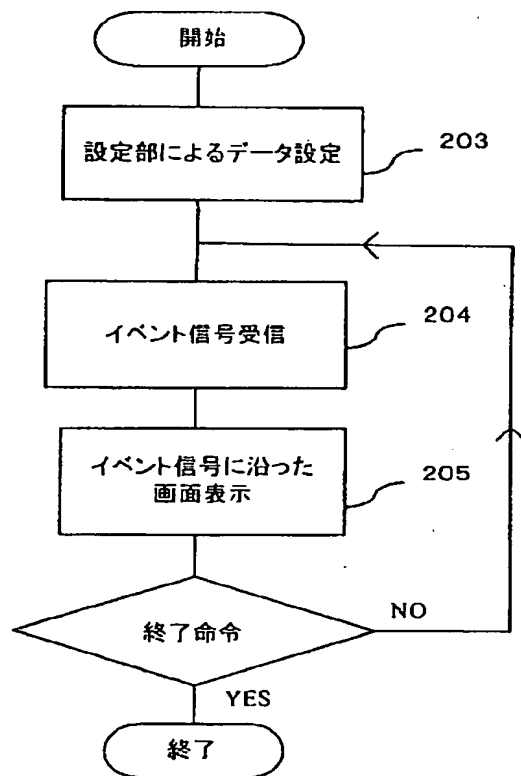 開始
設定部によるデータ設定
203
イベント信号受信
204
イベント信号に沿った
画面表示
205
終了命令
NO
YES
終了